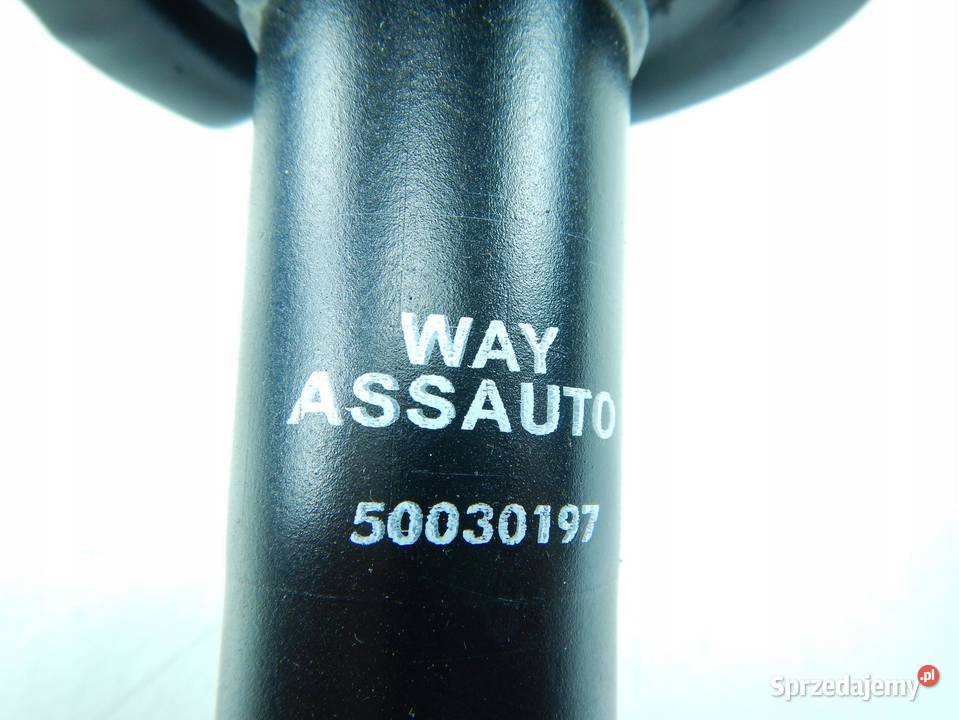 WAY
ASSAUTO
50030197
Sprzedajemy.pl